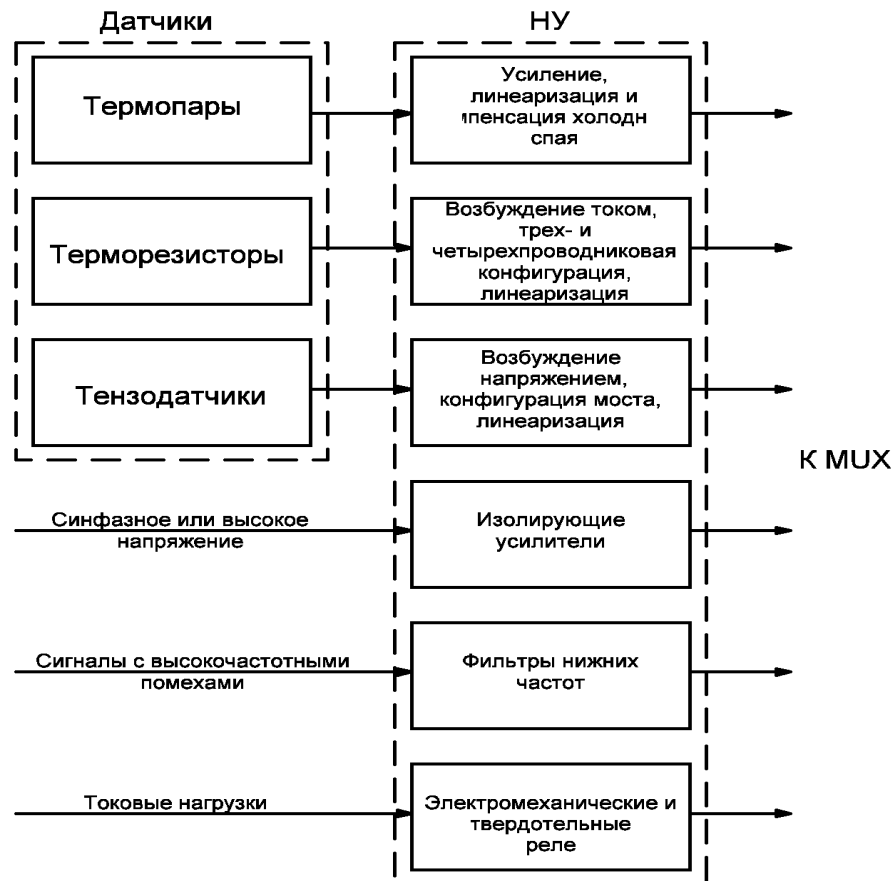 Датчики
НУ
Термопары
Усиление,
линеаризация и
мпенсация холодн
спая
Терморезисторы
Возбуждение током,
трех- и
четырехпроводниковая
конфигурация,
линеаризация
Тензодатчики
Возбуждение
напряжением,
конфигурация моста,
линеаризация
К MUX
Синфазное или высокое
напряжение
Изолирующие
усилители
Сигналы с высокочастотными
помехами
Фильтры нижних
частот
Токовые нагрузки
Электромеханические и
твердотельные
реле